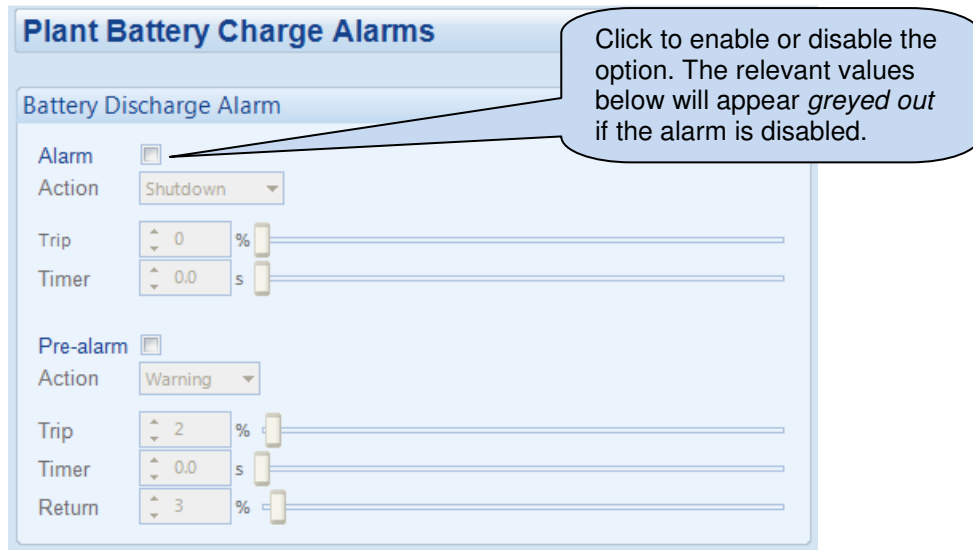 Plant Battery Charge Alarms
Click to enable or disable the
option. The relevant values
below will appear greyed out
if the alarm is disabled.
Battery Discharge Alarm
Alarm
Action Shutdown
Trip 0 %
Timer 0.0 s
Pre-alarm
Action Warning
Trip 2 %
Timer 0.0 s
Return 3 %